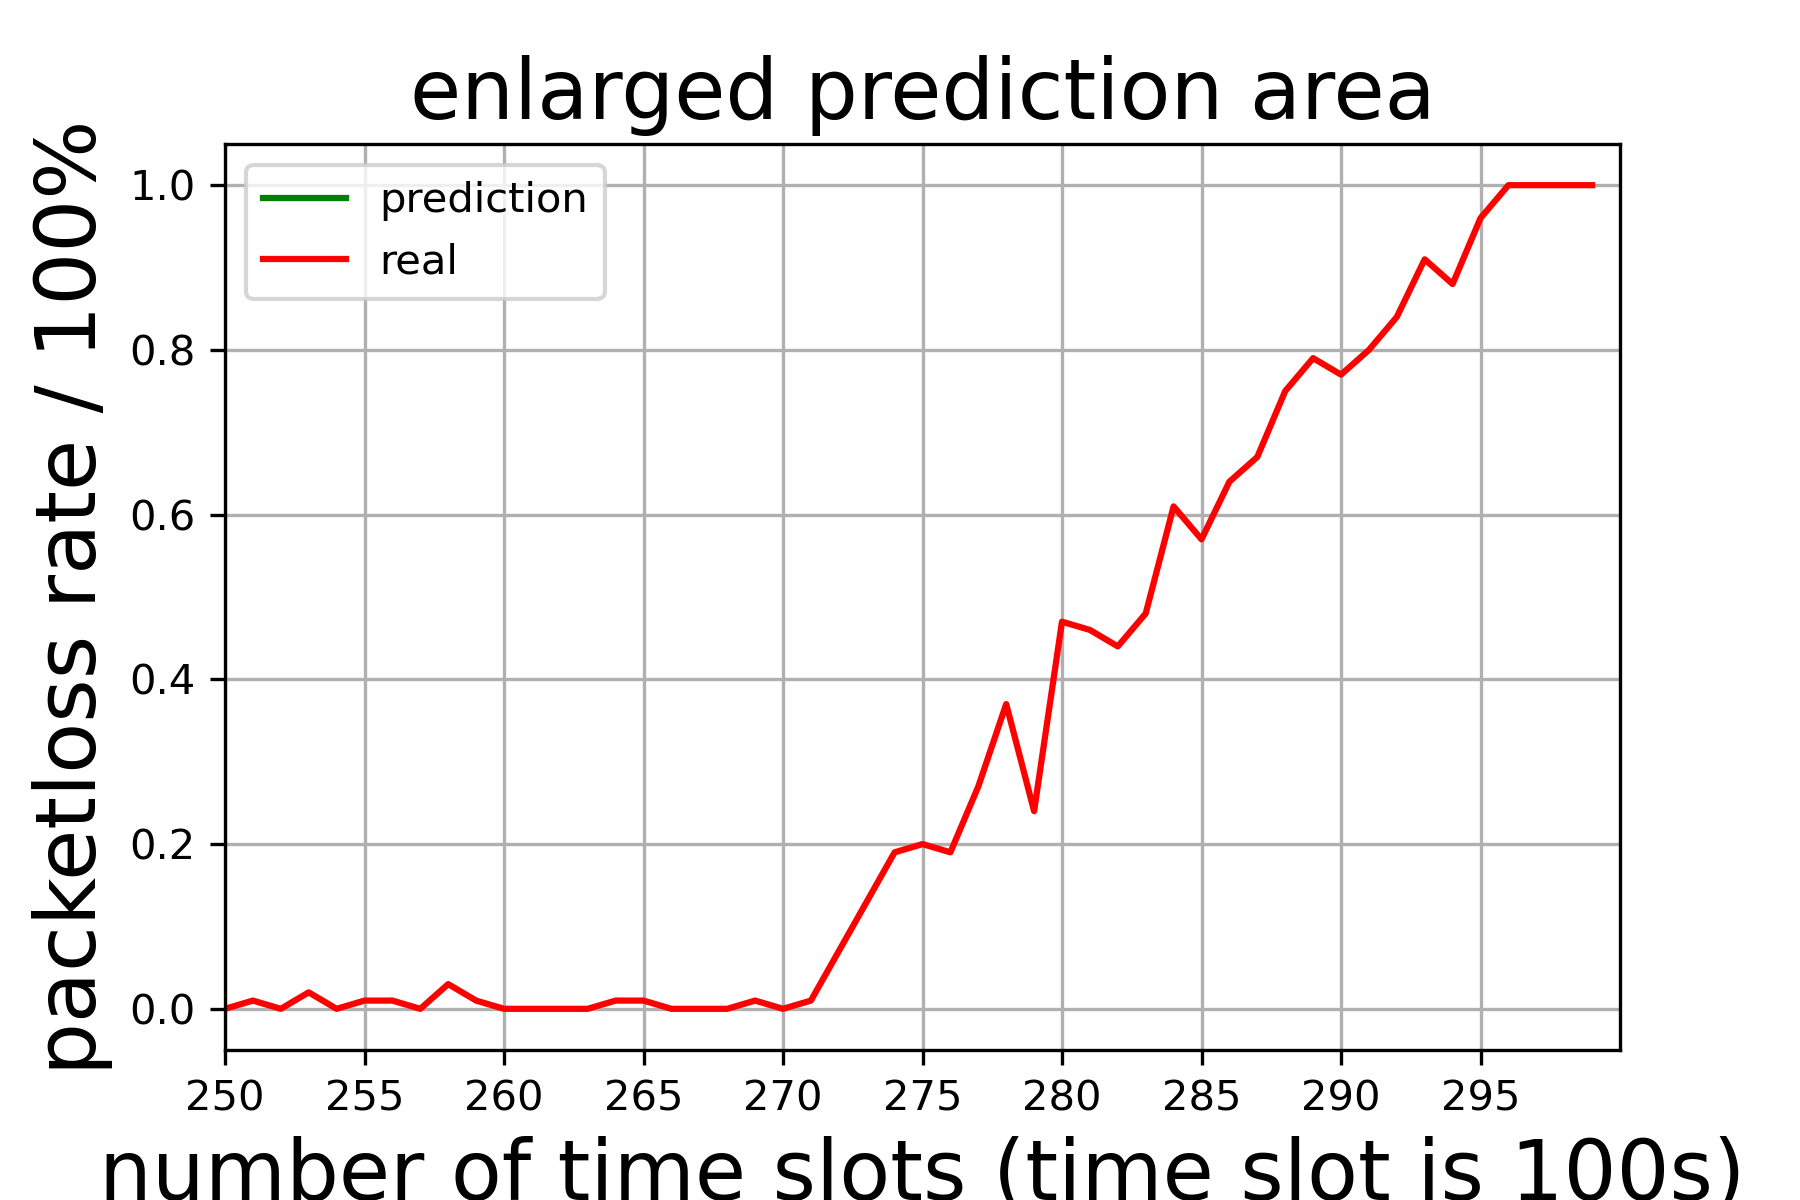 enlarged prediction area
packetloss rate / 100%
prediction
real
1.0
0.8
0.6
0.4
0.2
0.0
250 255 260 265 270 275 280 285 290 295
number of time slots (time slot is 100s)